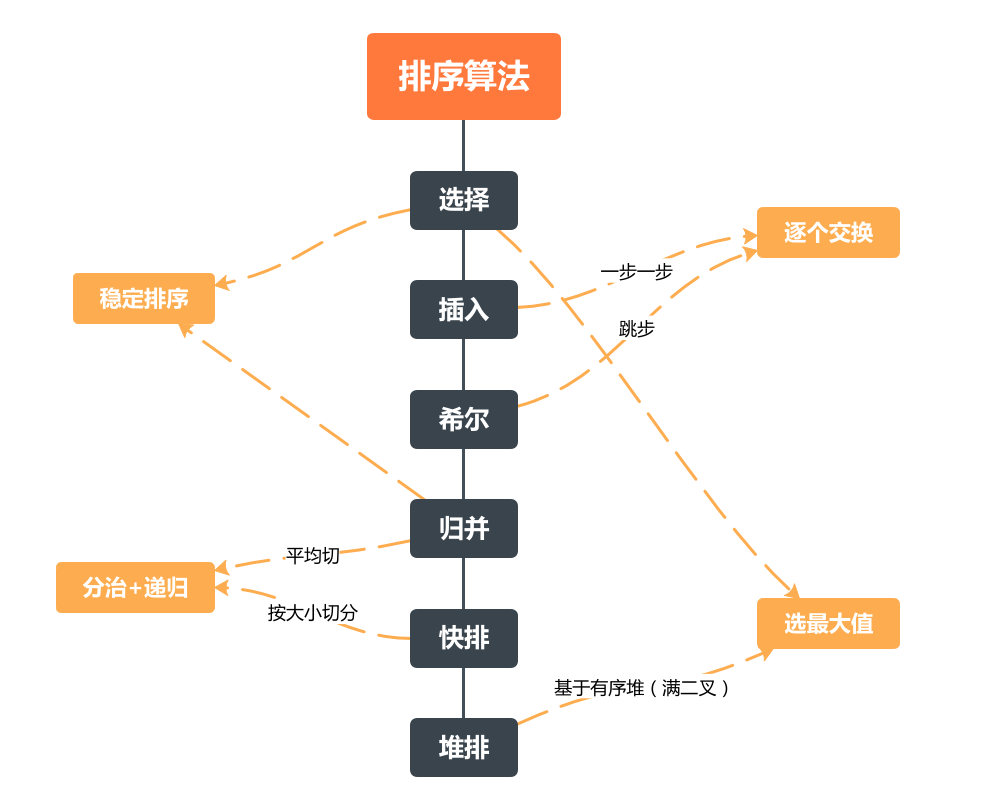 排序算法
选择
逐个交换
一步一步
稳定排序
插入
跳步
希尔
归并
平均切
分治+递归
按大小切分
选最大值
快排
基于有序堆（满二叉）
堆排